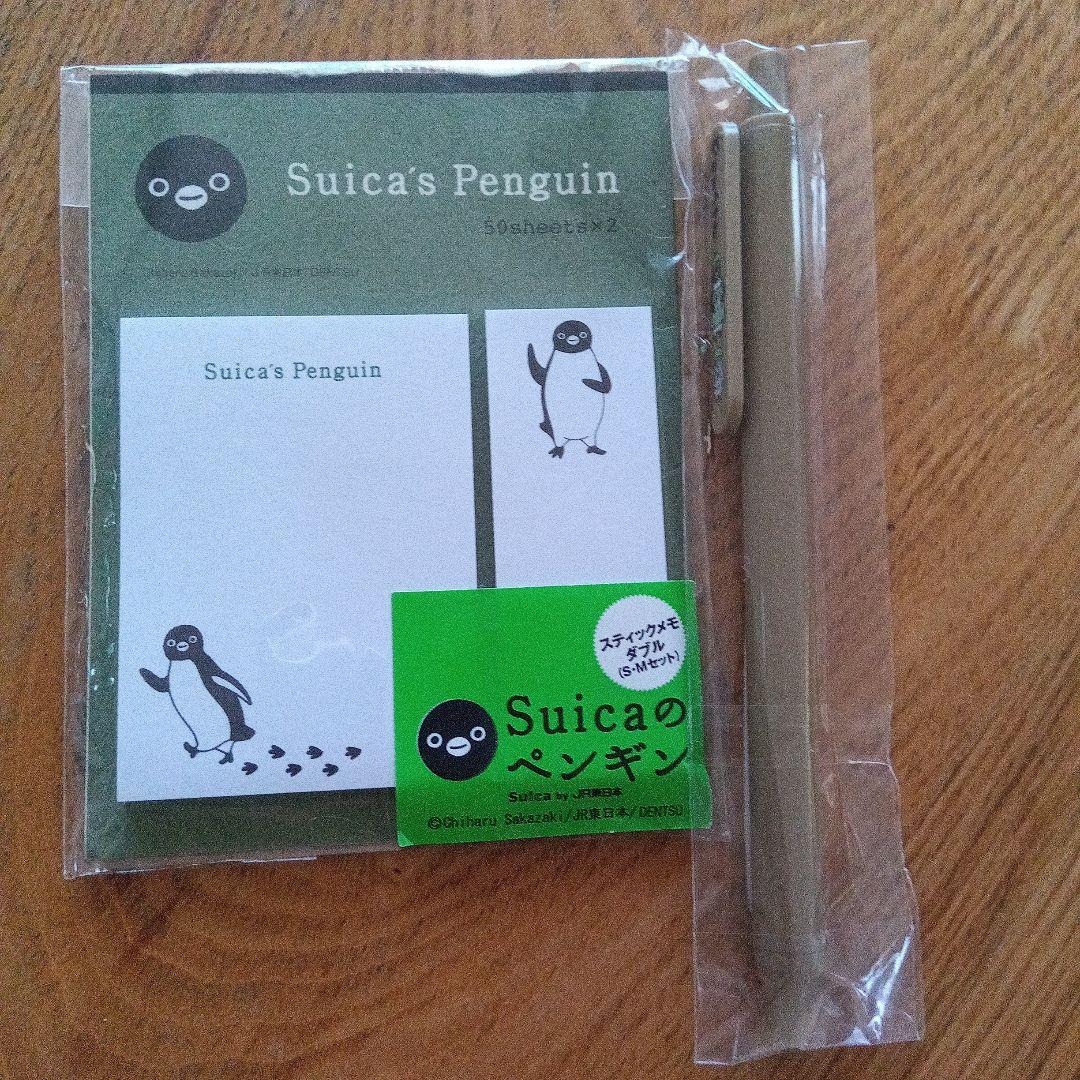 Suica's Penguin
50sheets×2
Suica's Penguin
スティックメモ
ダブル
(S・Mセット)
Suicaの
ペンギン
Suica by JR東日本
©Chiharu Sakazaki/JR東日本/DENTSU